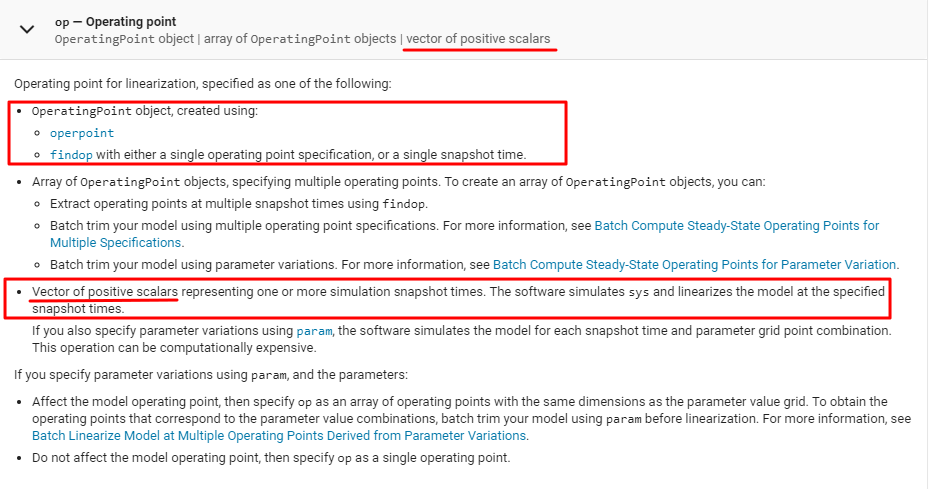 op — Operating point
OperatingPoint object | array of OperatingPoint objects | vector of positive scalars
Operating point for linearization, specified as one of the following:
• OperatingPoint object, created using:
○ operpoint
○ findop with either a single operating point specification, or a single snapshot time.
• Array of OperatingPoint objects, specifying multiple operating points. To create an array of OperatingPoint objects, you can:
○ Extract operating points at multiple snapshot times using findop.
○ Batch trim your model using multiple operating point specifications. For more information, see Batch Compute Steady-State Operating Points for
Multiple Specifications.
○ Batch trim your model using parameter variations. For more information, see Batch Compute Steady-State Operating Points for Parameter Variation.
• Vector of positive scalars representing one or more simulation snapshot times. The software simulates sys and linearizes the model at the specified
snapshot times.
If you also specify parameter variations using param, the software simulates the model for each snapshot time and parameter grid point combination.
This operation can be computationally expensive.
If you specify parameter variations using param, and the parameters:
• Affect the model operating point, then specify op as an array of operating points with the same dimensions as the parameter value grid. To obtain the
operating points that correspond to the parameter value combinations, batch trim your model using param before linearization. For more information, see
Batch Linearize Model at Multiple Operating Points Derived from Parameter Variations.
• Do not affect the model operating point, then specify op as a single operating point.